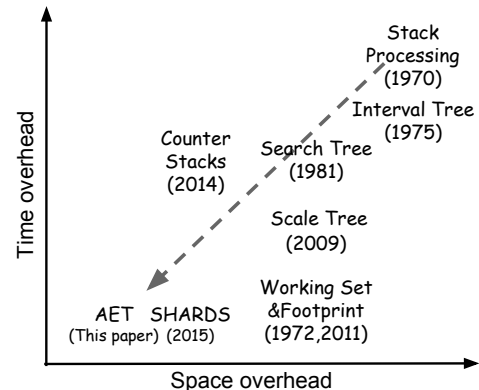 Stack
Processing
(1970)
Interval Tree
(1975)
Counter
Stacks
(2014)
Search Tree
(1981)
Scale Tree
(2009)
Working Set
&Footprint
(1972,2011)
AET
(This paper)
SHARDS
(2015)
Time overhead
Space overhead